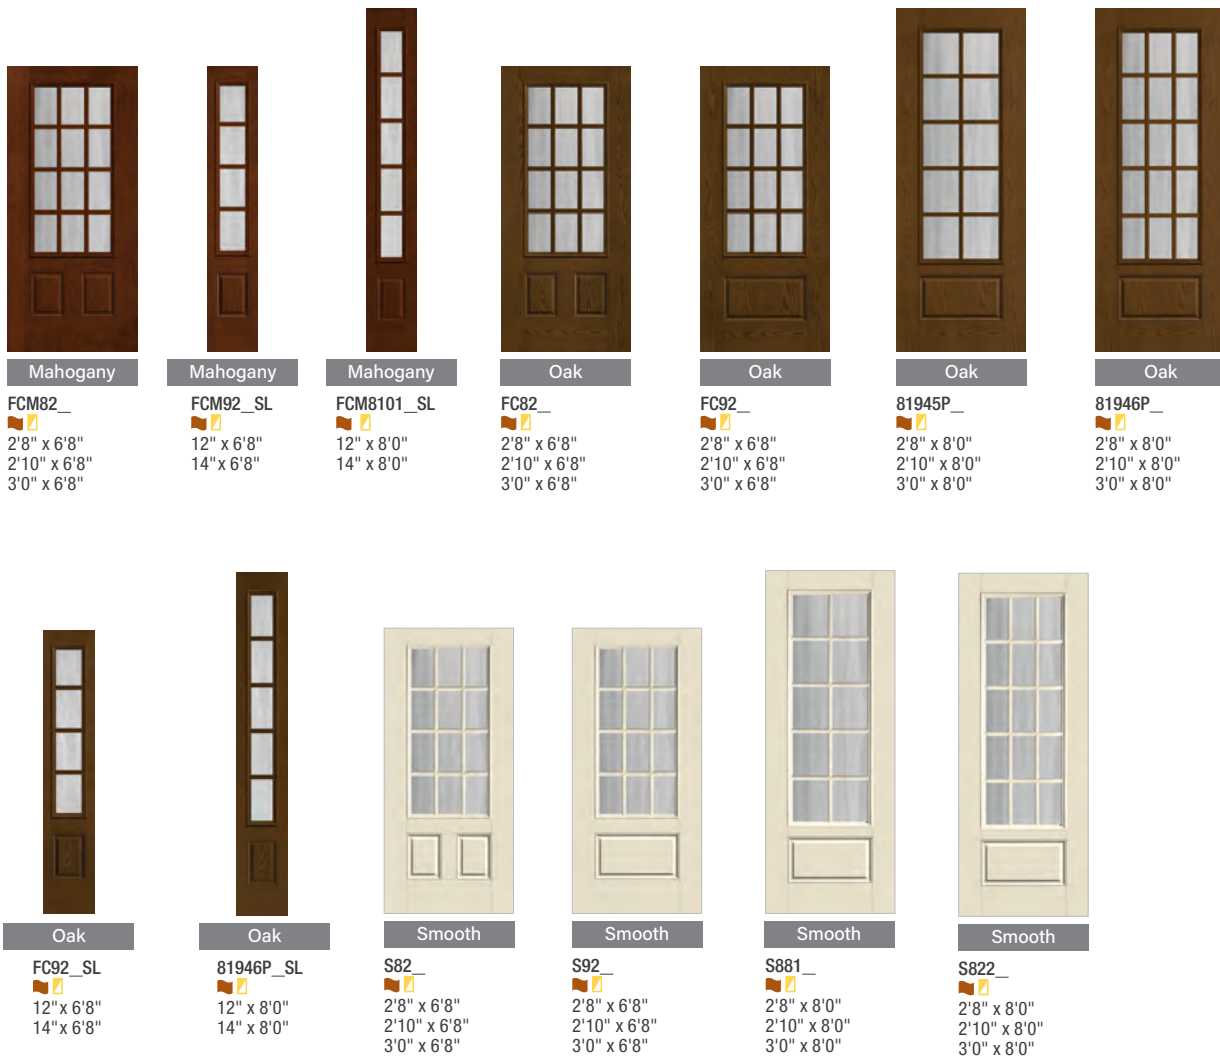 Mahogany
FCM82_
2'8" x 6'8"
2'10" x 6'8"
3'0" x 6'8"
Mahogany
FCM92_SL
12" x 6'8"
14"x 6'8"
Mahogany
FCM8101_SL
12" x 8'0"
14" x 8'0"
Oak
FC82_
2'8" x 6'8"
2'10" x 6'8"
3'0" x 6'8"
Oak
FC92_
2'8" x 6'8"
2'10" x 6'8"
3'0" x 6'8"
Oak
81945P_
2'8" x 8'0"
2'10" x 8'0"
3'0" x 8'0"
Oak
81946P_
2'8" x 8'0"
2'10" x 8'0"
3'0" x 8'0"
Oak
FC92_SL
12" x 6'8"
14"x 6'8"
Oak
81946P_SL
12" x 8'0"
14" x 8'0"
Smooth
S82_
2'8" x 6'8"
2'10" x 6'8"
3'0" x 6'8"
Smooth
S92_
2'8" x 6'8"
2'10" x 6'8"
3'0" x 6'8"
Smooth
S881_
2'8" x 8'0"
2'10" x 8'0"
3'0" x 8'0"
Smooth
S822_
2'8" x 8'0"
2'10" x 8'0"
3'0" x 8'0"